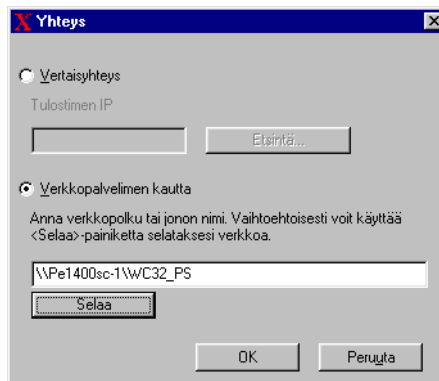 Yhteys
Vertaisyhteys
Tulostimen IP
Etsintä...
Verkkopalvelimen kautta
Anna verkkopolku tai jonon nimi. Vaihtoehtoisesti voit käyttää
<Selaa>-painiketta selataksesi verkkoa.
\\Pe1400sc-1\WC32_PS
Selaa
OK Peruuta